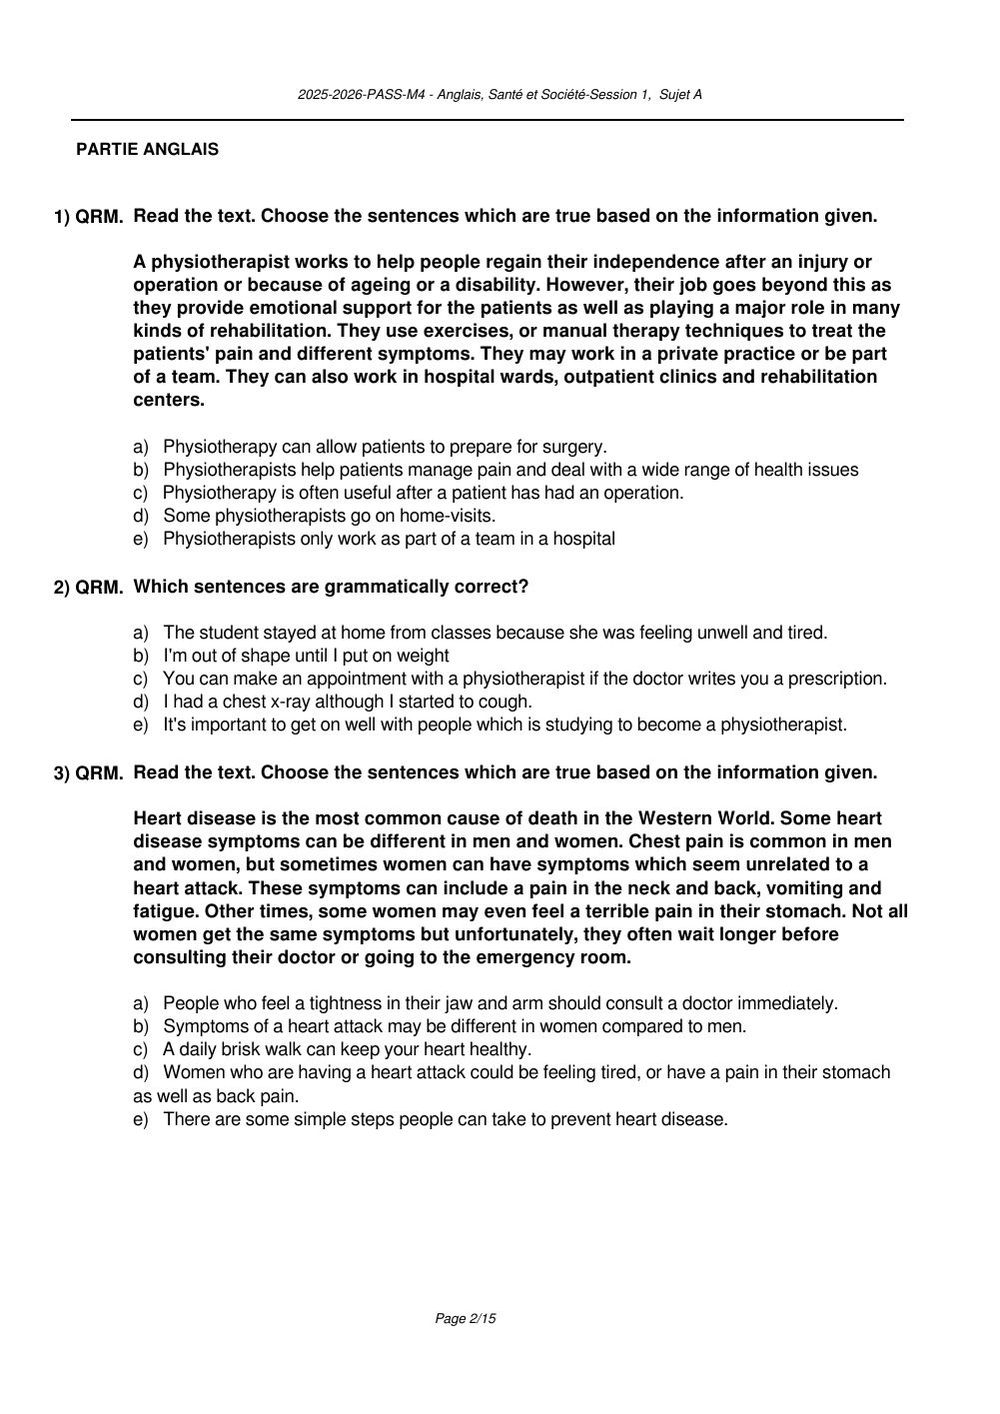 2025-2026-PASS-M4 - Anglais, Santé et Société-Session 1, Sujet A
PARTIE ANGLAIS
1) QRM. Read the text. Choose the sentences which are true based on the information given.
A physiotherapist works to help people regain their independence after an injury or
operation or because of ageing or a disability. However, their job goes beyond this as
they provide emotional support for the patients as well as playing a major role in many
kinds of rehabilitation. They use exercises, or manual therapy techniques to treat the
patients' pain and different symptoms. They may work in a private practice or be part
of a team. They can also work in hospital wards, outpatient clinics and rehabilitation
centers.
a) Physiotherapy can allow patients to prepare for surgery.
b) Physiotherapists help patients manage pain and deal with a wide range of health issues
c) Physiotherapy is often useful after a patient has had an operation.
d) Some physiotherapists go on home-visits.
e) Physiotherapists only work as part of a team in a hospital
2) QRM. Which sentences are grammatically correct?
a) The student stayed at home from classes because she was feeling unwell and tired.
b) I'm out of shape until I put on weight
c) You can make an appointment with a physiotherapist if the doctor writes you a prescription.
d) I had a chest x-ray although I started to cough.
e) It's important to get on well with people which is studying to become a physiotherapist.
3) QRM. Read the text. Choose the sentences which are true based on the information given.
Heart disease is the most common cause of death in the Western World. Some heart
disease symptoms can be different in men and women. Chest pain is common in men
and women, but sometimes women can have symptoms which seem unrelated to a
heart attack. These symptoms can include a pain in the neck and back, vomiting and
fatigue. Other times, some women may even feel a terrible pain in their stomach. Not all
women get the same symptoms but unfortunately, they often wait longer before
consulting their doctor or going to the emergency room.
a) People who feel a tightness in their jaw and arm should consult a doctor immediately.
b) Symptoms of a heart attack may be different in women compared to men.
c) A daily brisk walk can keep your heart healthy.
d) Women who are having a heart attack could be feeling tired, or have a pain in their stomach
as well as back pain.
e) There are some simple steps people can take to prevent heart disease.
Page 2/15